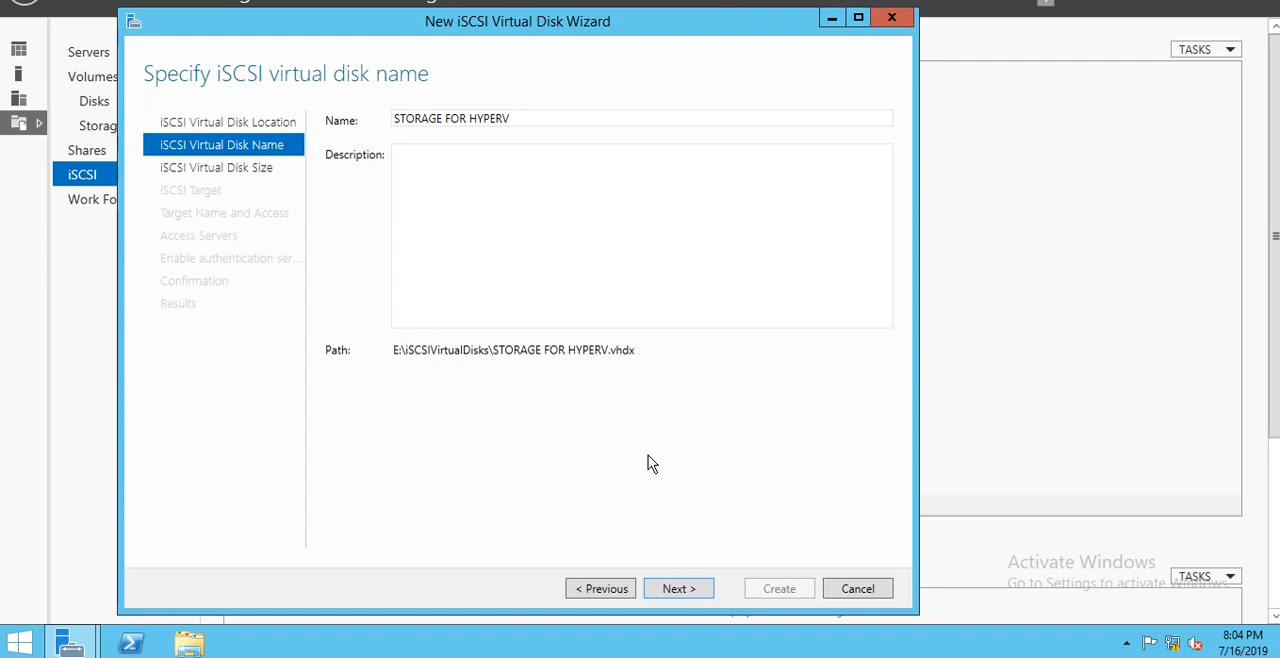 New iSCSI Virtual Disk Wizard
TASKS
Specify iSCSI virtual disk name
Servers
Volumes
Disks
Storag
Shares
iSCSI
Work Fo
iSCSI Virtual Disk Location
iSCSI Virtual Disk Name
iSCSI Virtual Disk Size
iSCSI Target
Target Name and Access
Access Servers
Enable authentication ser...
Confirmation
Results
Name:
STORAGE FOR HYPERV
Description:
Path:
E:\iSCSIVirtualDisks\STORAGE FOR HYPERV.vhdx
< Previous
Next >
Create
Cancel
Activate Windows
Go to Settings to activate Windows.
TASKS
8:04 PM
7/16/2019